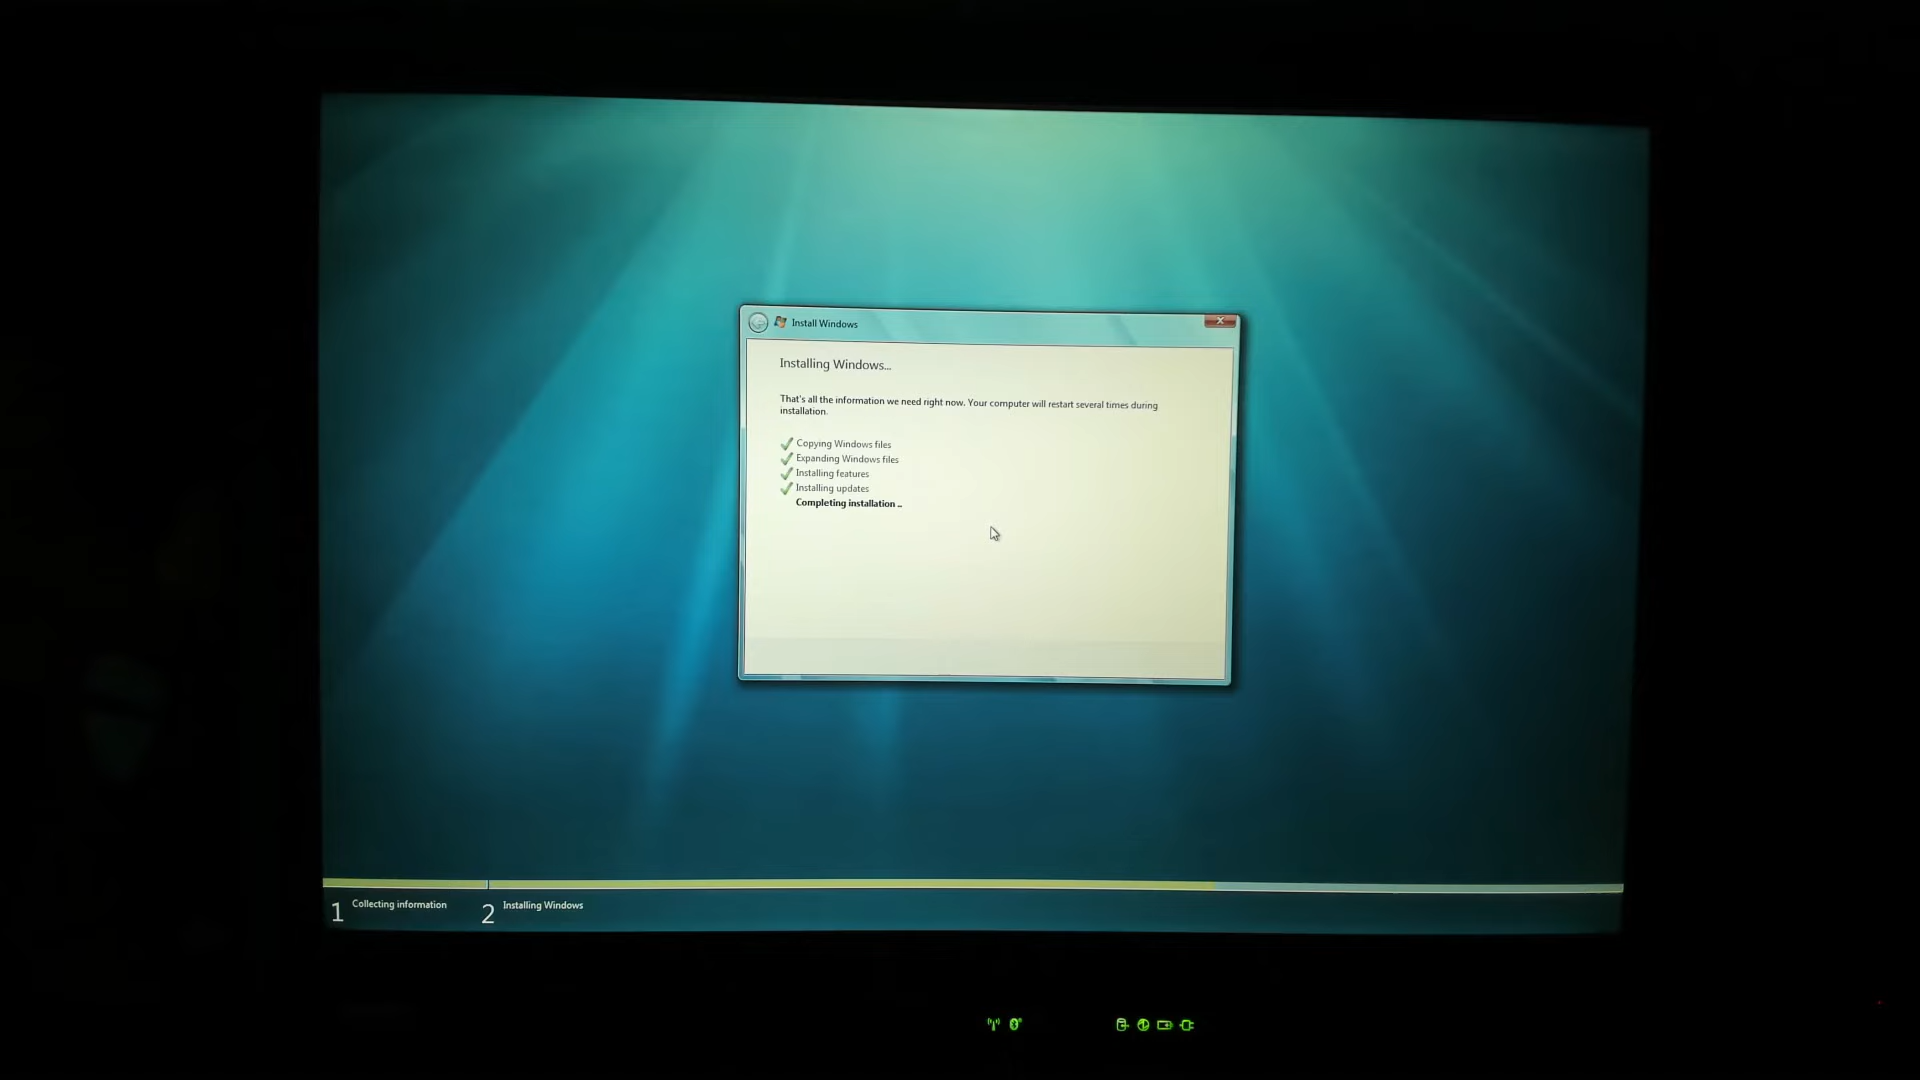 Install Windows
Installing Windows...
That's all the information we need right now. Your computer will restart several times during
installation.
Copying Windows files
Expanding Windows files
Installing features
Installing updates
Completing installation ..
1 Collecting information
2 Installing Windows